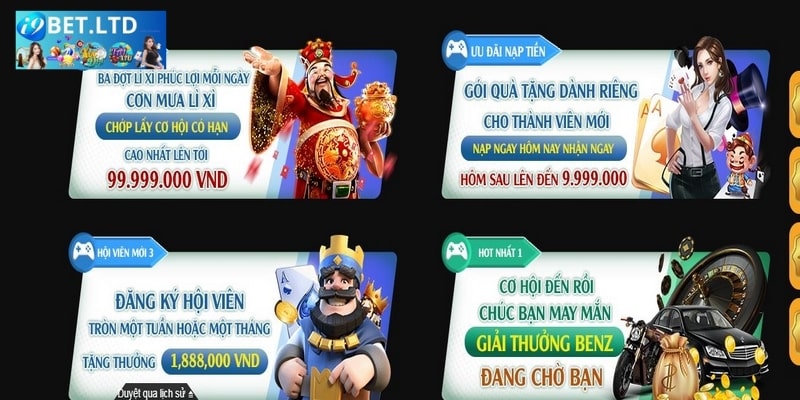 i9BET.LTD
BA ĐỢT LÌ XÌ PHÚC LỢI MỖI NGÀY
CƠN MƯA LÌ XÌ
CHỚP LẤY CƠ HỘI CÓ HẠN
CAO NHẤT LÊN TỚI
99.999.000 VND
ƯU ĐÃI NẠP TIỀN
GÓI QUÀ TẶNG DÀNH RIÊNG
CHO THÀNH VIÊN MỚI
NẠP NGAY HÔM NAY NHẬN NGAY
HÔM SAU LÊN ĐẾN 9.999.000
HỘI VIÊN MỚI 3
ĐĂNG KÝ HỘI VIÊN
TRÒN MỘT TUẦN HOẶC MỘT THÁNG
TẶNG THƯỞNG 1,888,000 VND
Duyệt qua lịch sử
HOT NHẤT 1
CƠ HỘI ĐẾN RỒI
CHÚC BẠN MAY MẮN
GIẢI THƯỞNG BENZ
ĐANG CHỜ BẠN